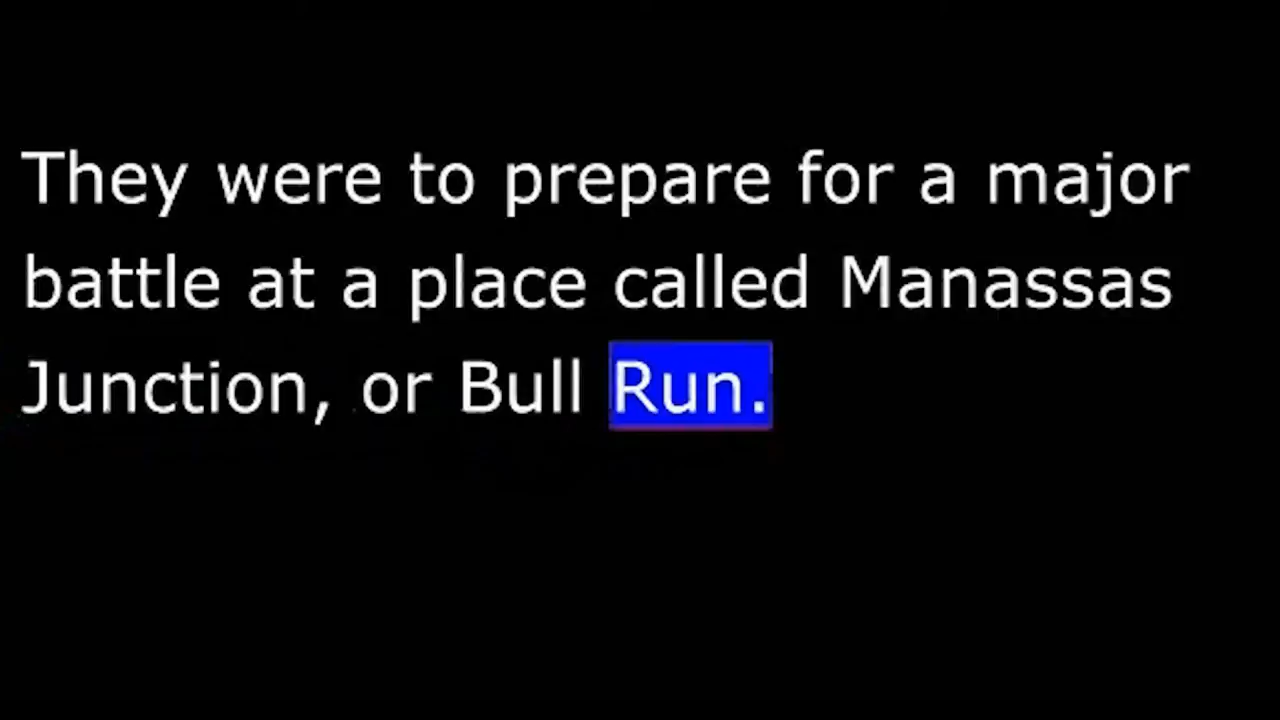 They were to prepare for a major
battle at a place called Manassas
Junction, or Bull Run.